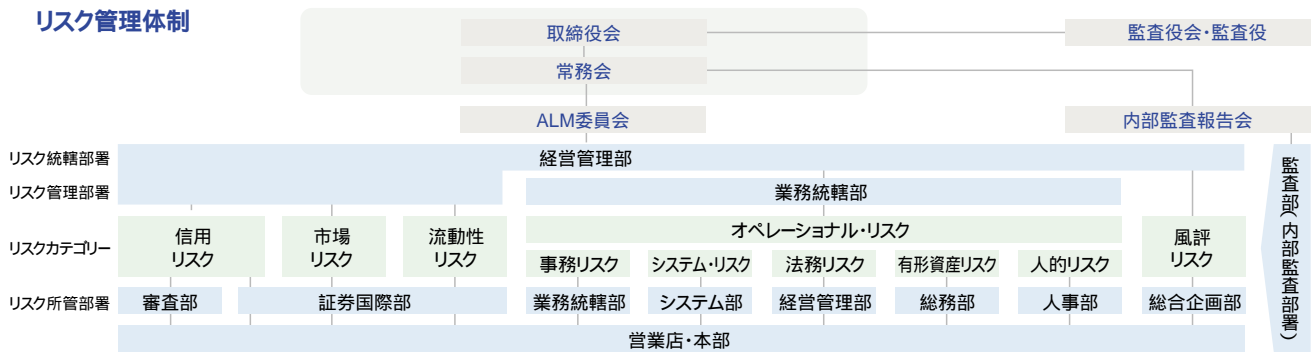 リスク管理体制
取締役会
監査役会・監査役
常務会
ALM委員会
内部監査報告会
リスク統轄部署
経営管理部
リスク管理部署
業務統轄部
リスクカテゴリー
信用
リスク
市場
リスク
流動性
リスク
オペレーショナル・リスク
事務リスク
システム・リスク
法務リスク
有形資産リスク
人的リスク
風評
リスク
リスク所管部署
審査部
証券国際部
業務統轄部
システム部
経営管理部
総務部
人事部
総合企画部
営業店・本部
監査部(内部監査部署)